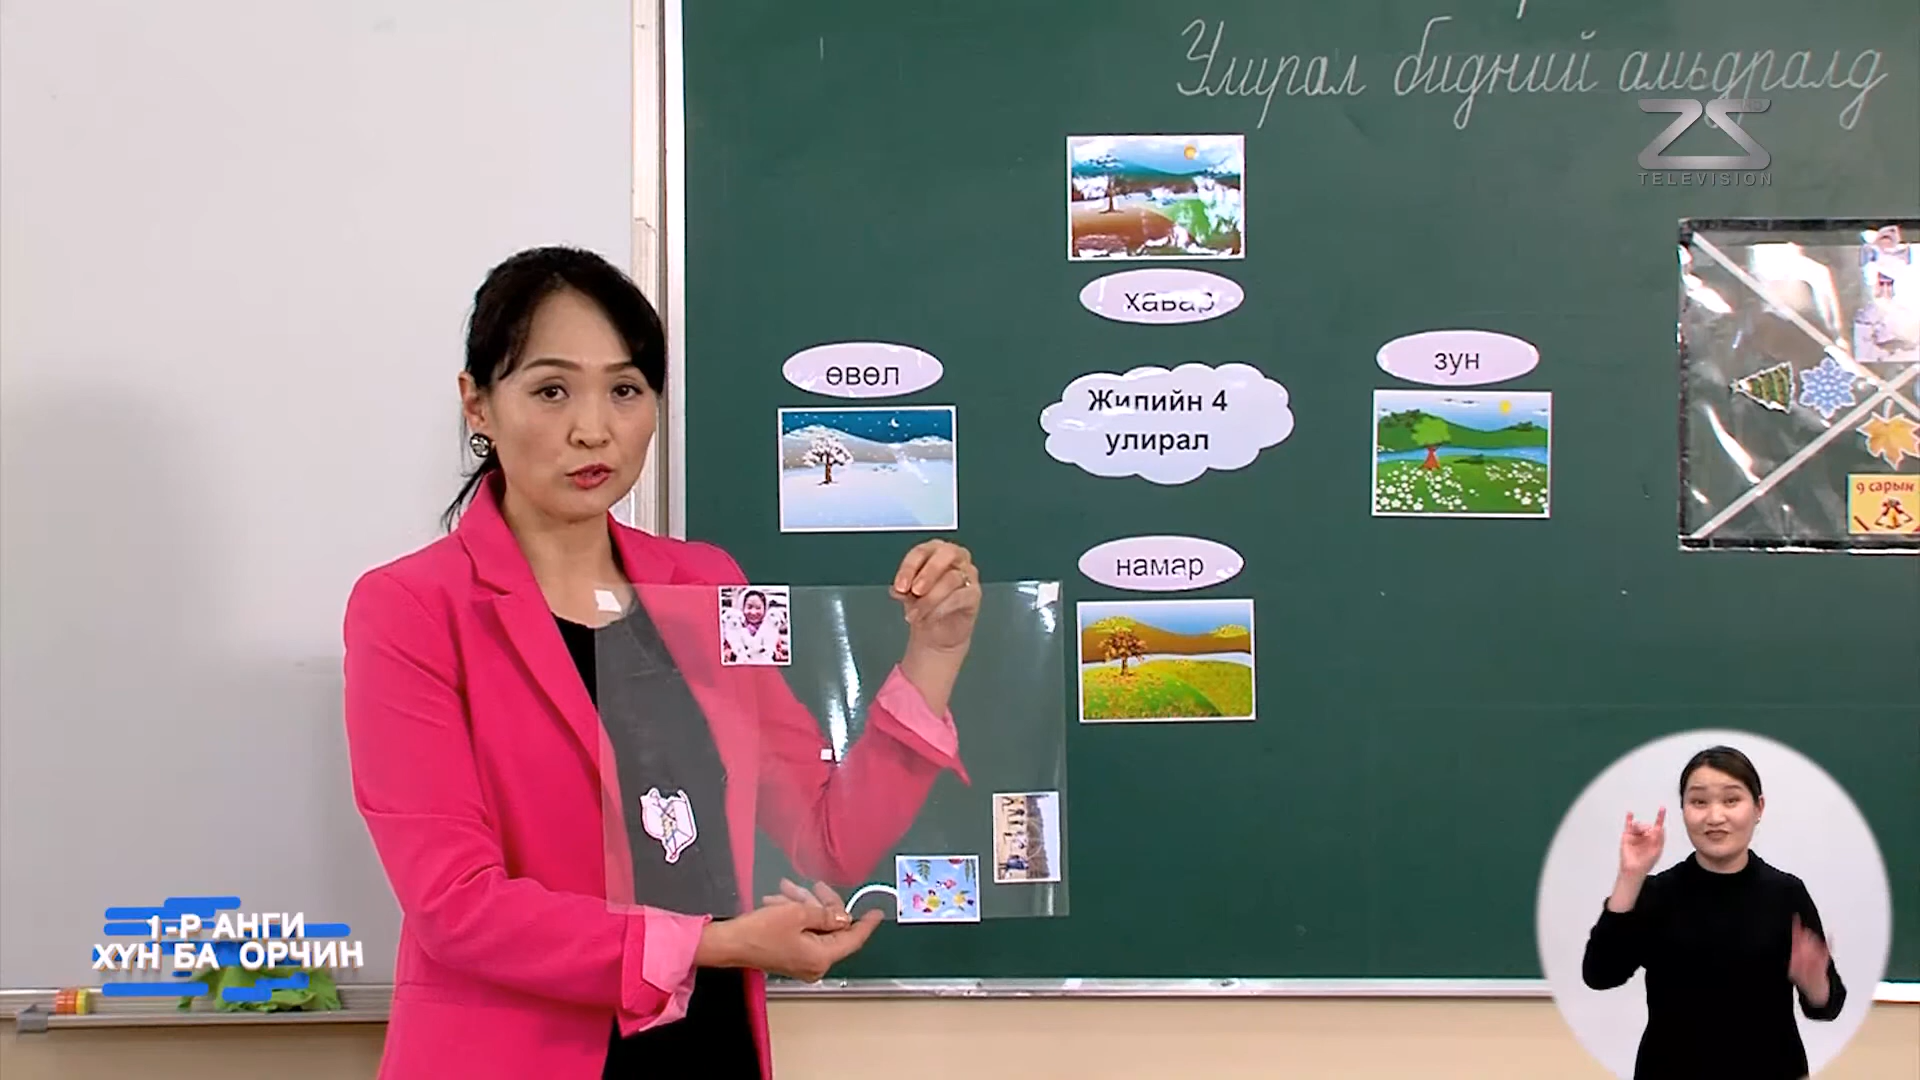 Улирал бидний амьдралд
ZS
TELEVISION
хавар
өвөл
зун
Жилийн 4
улирал
намар
9 сарын
1-Р АНГИ
ХҮН БА ОРЧИН